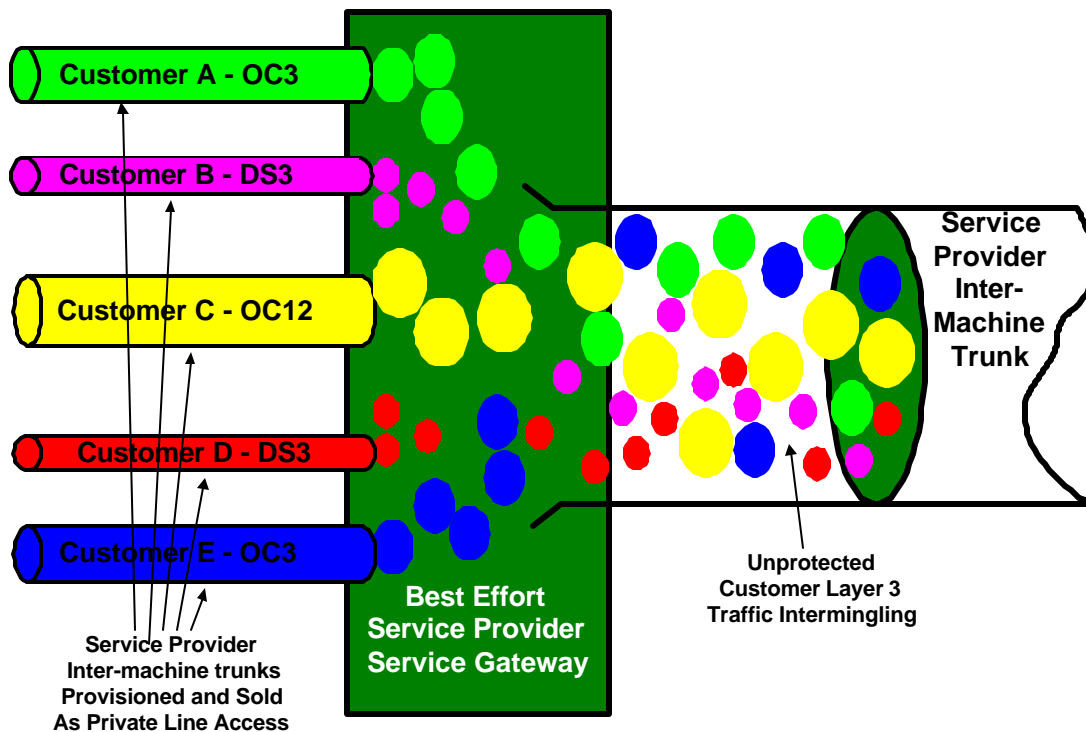 Customer A - OC3
Customer B - DS3
Customer C - OC12
Customer D - DS3
Customer E - OC3
Service Provider
Inter-machine trunks
Provisioned and Sold
As Private Line Access
Best Effort
Service Provider
Service Gateway
Unprotected
Customer Layer 3
Traffic Intermingling
Service
Provider
Inter-
Machine
Trunk